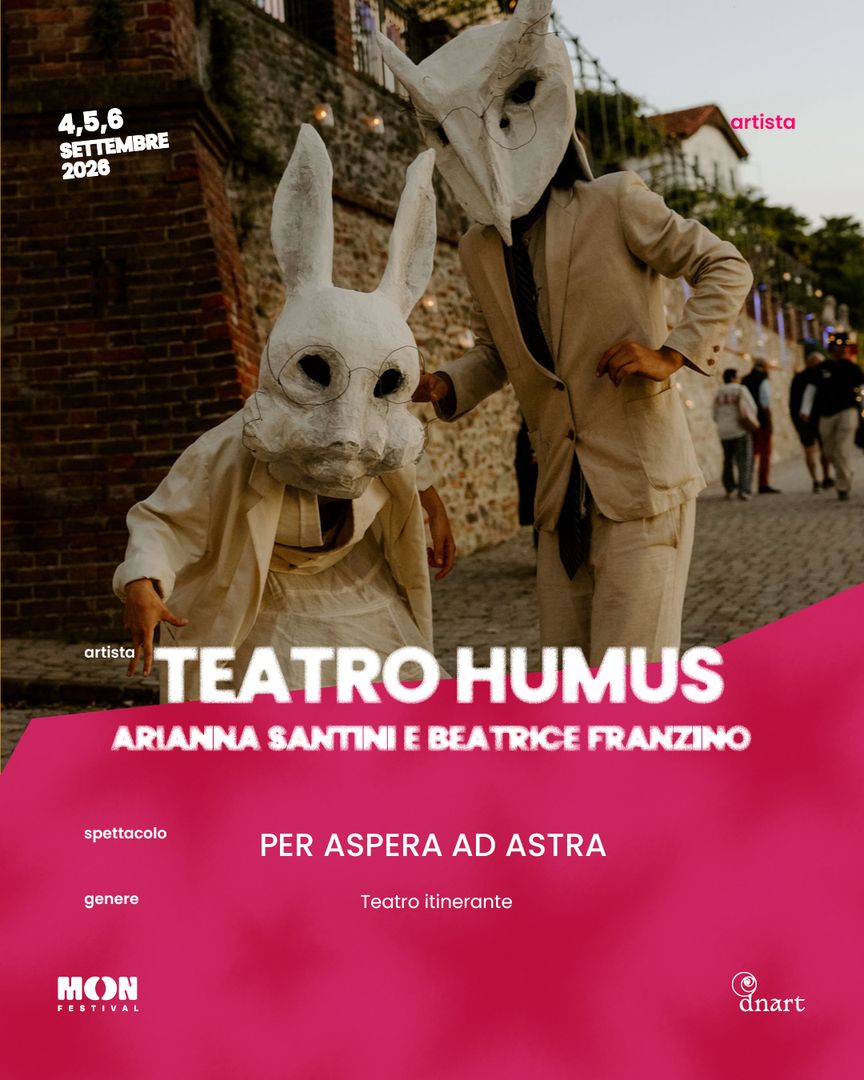 4,5,6
SETTEMBRE
2026
artista
artista
TEATRO HUMUS
ARIANNA SANTINI E BEATRICE FRANZINO
spettacolo
PER ASPERA AD ASTRA
genere
Teatro itinerante
MOON
FESTIVAL
dnart